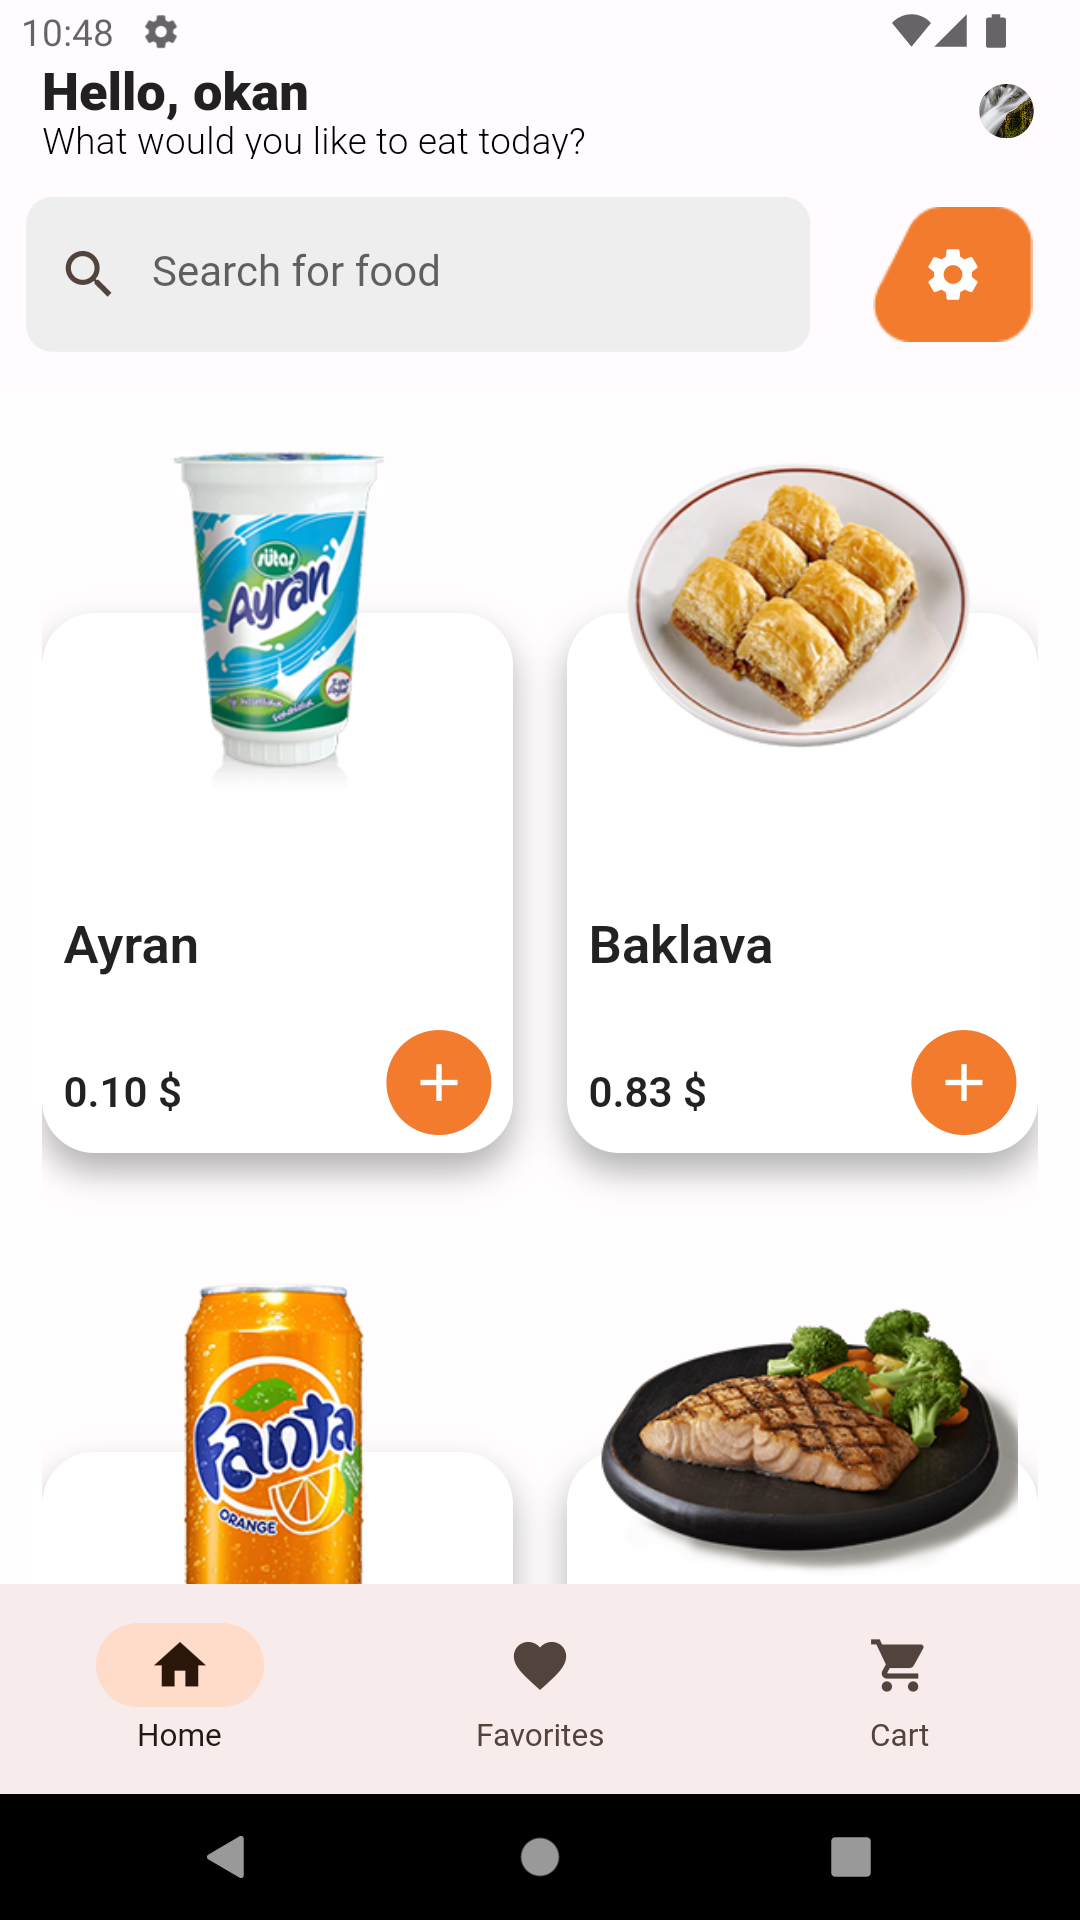 10:48
Hello, okan
What would you like to eat today?
Search for food
sütaş
Ayran
Ayran
Baklava
0.10 $
0.83 $
Fanta
ORANGE
Home
Favorites
Cart